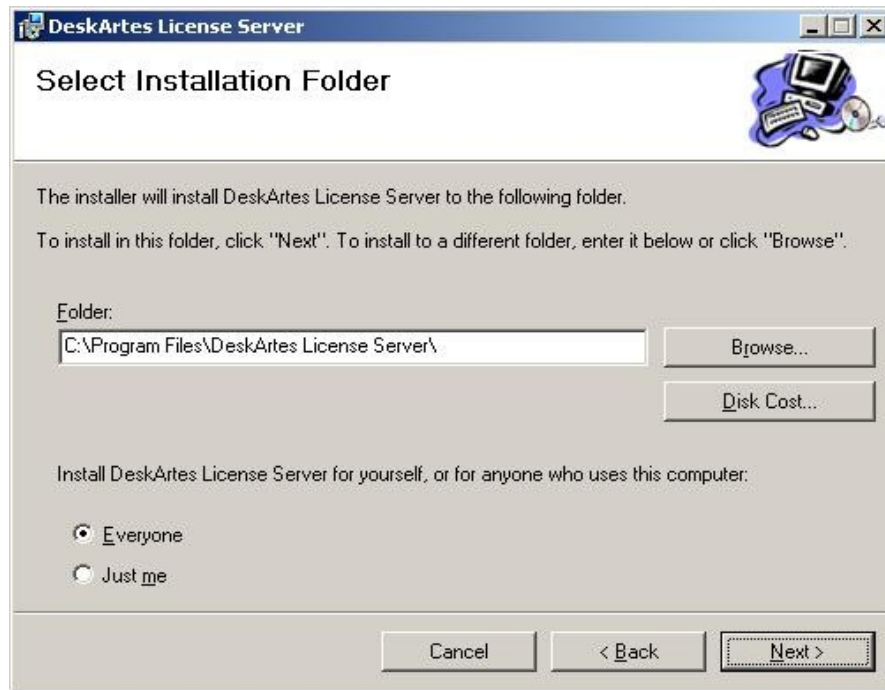 DeskArtes License Server
Select Installation Folder
The installer will install DeskArtes License Server to the following folder.
To install in this folder, click "Next". To install to a different folder, enter it below or click "Browse".
Folder:
C:\Program Files\DeskArtes License Server\
Browse...
Disk Cost...
Install DeskArtes License Server for yourself, or for anyone who uses this computer:
Everyone
Just me
Cancel
< Back
Next >